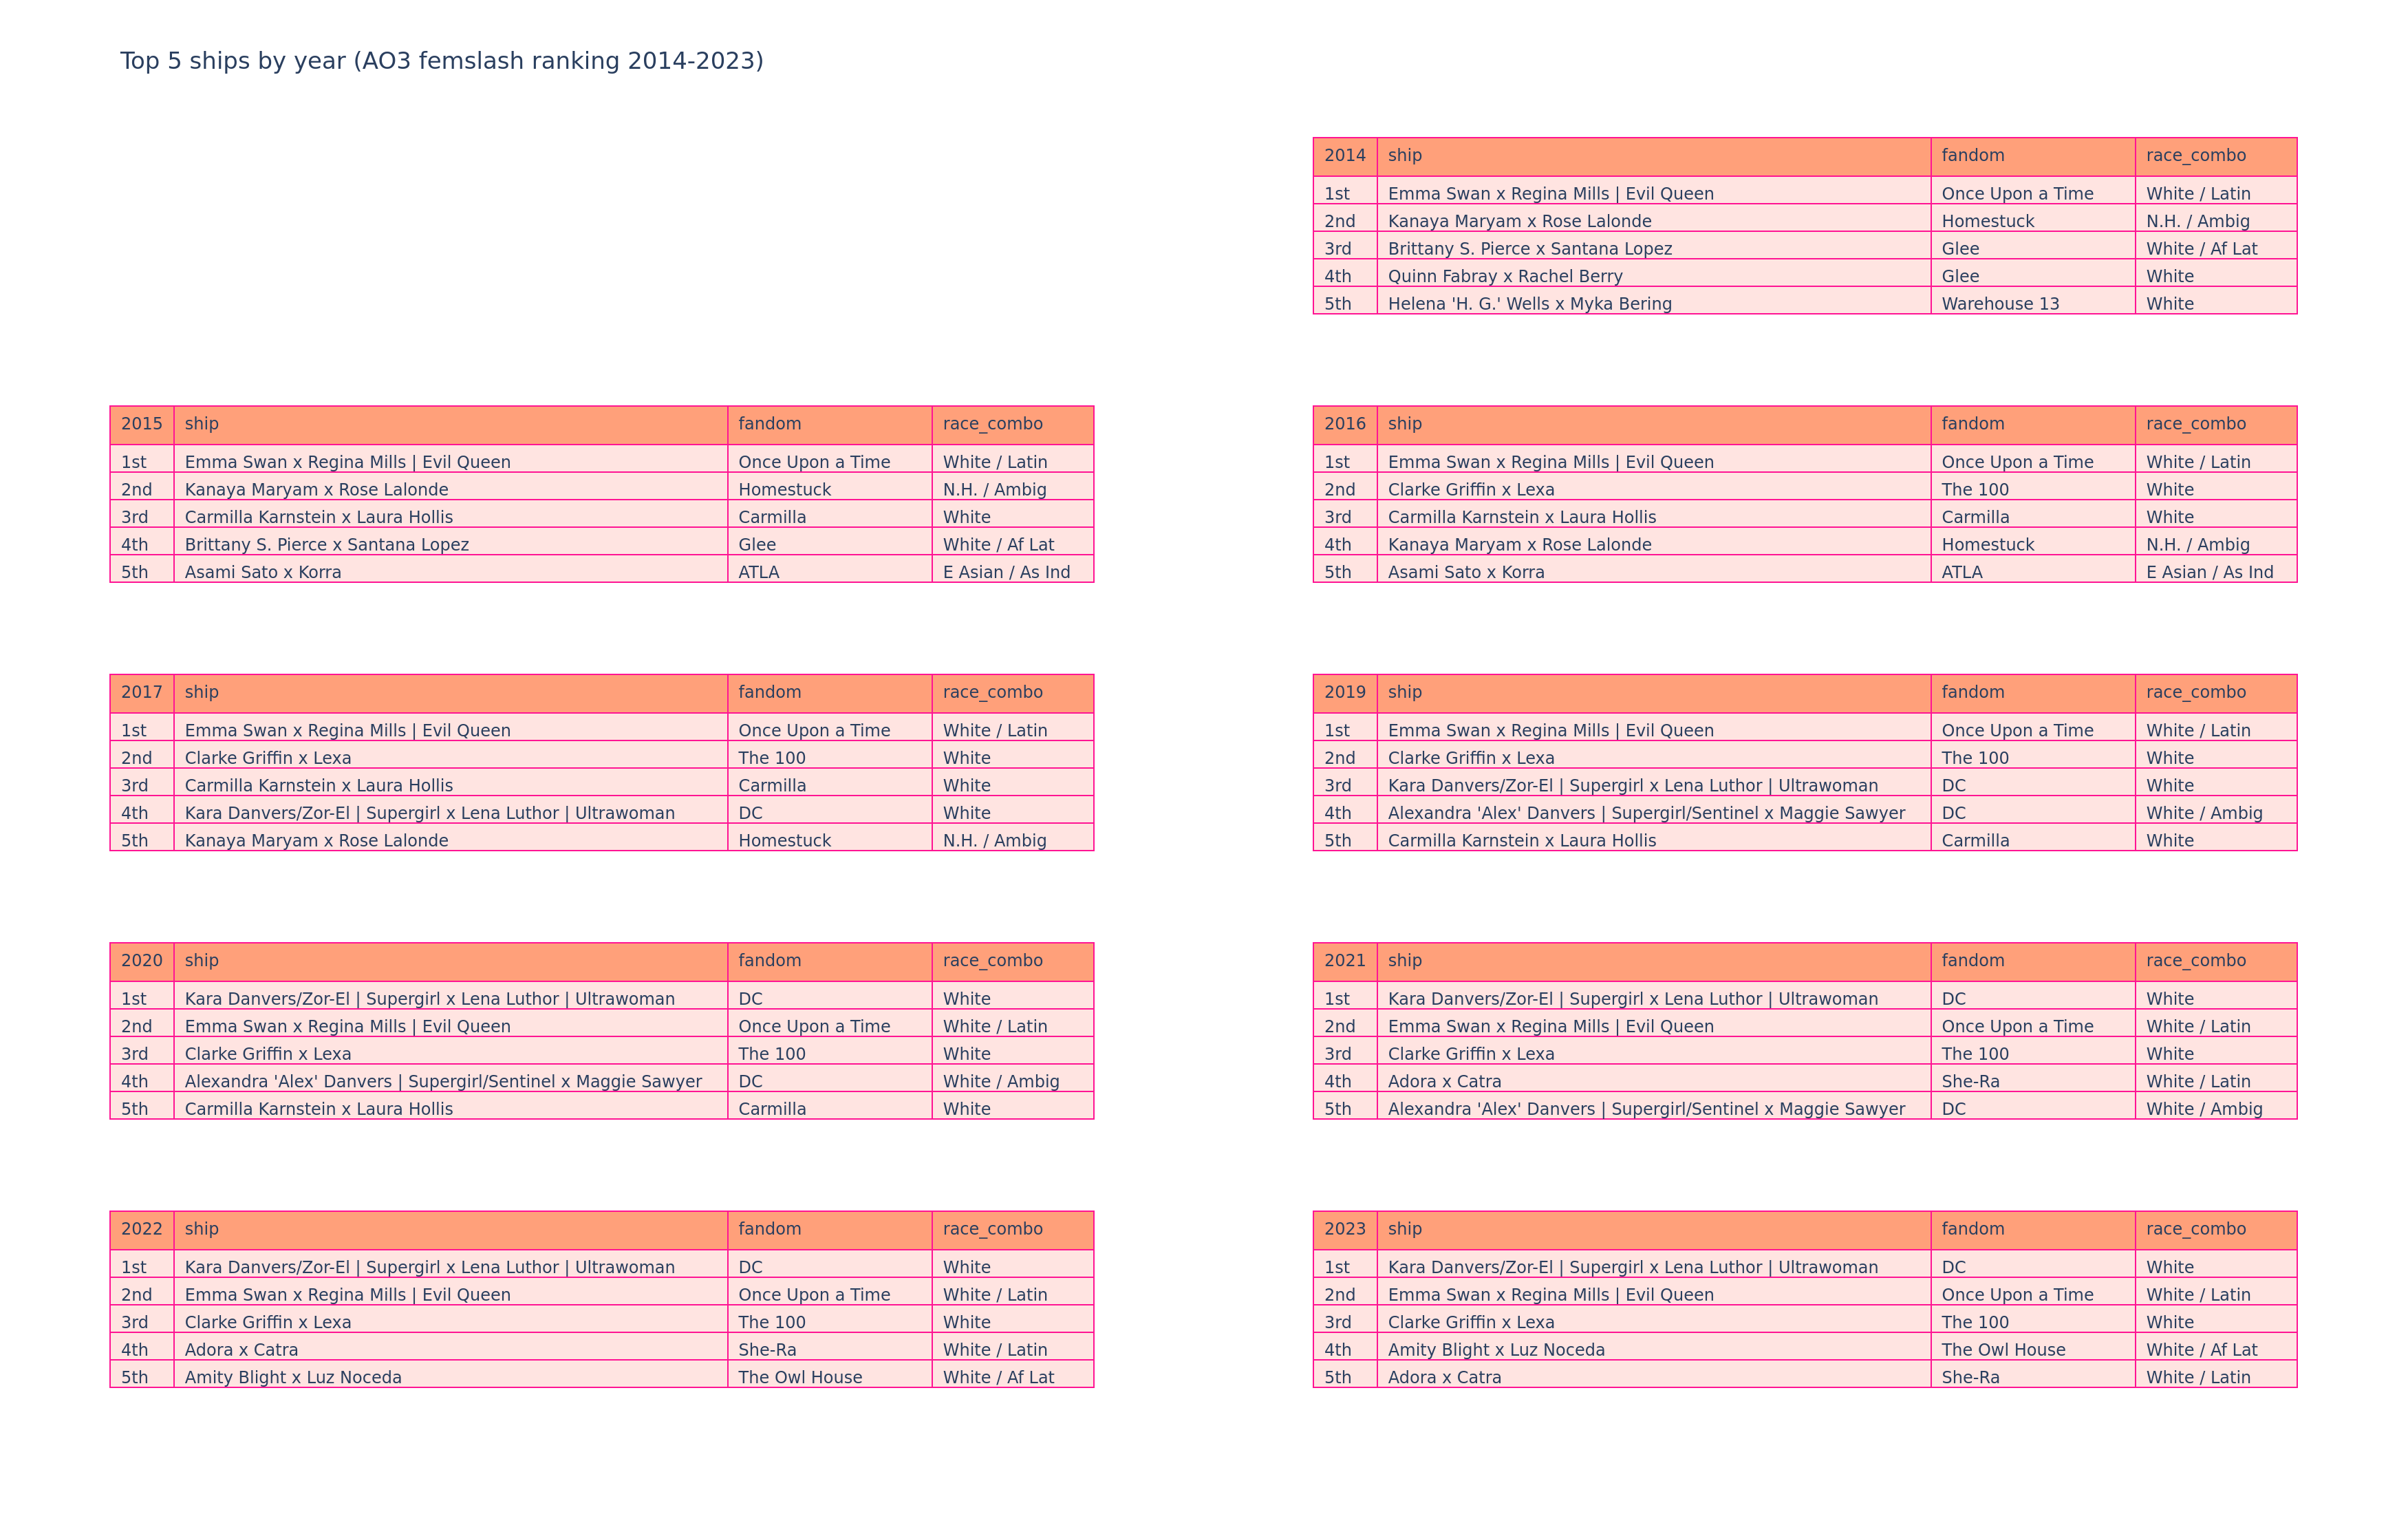 Top 5 ships by year (AO3 femslash ranking 2014-2023)
2014 ship fandom race_combo
1st Emma Swan x Regina Mills | Evil Queen Once Upon a Time White / Latin
2nd Kanaya Maryam x Rose Lalonde Homestuck N.H. / Ambig
3rd Brittany S. Pierce x Santana Lopez Glee White / Af Lat
4th Quinn Fabray x Rachel Berry Glee White
5th Helena 'H. G.' Wells x Myka Bering Warehouse 13 White
2015 ship fandom race_combo
1st Emma Swan x Regina Mills | Evil Queen Once Upon a Time White / Latin
2nd Kanaya Maryam x Rose Lalonde Homestuck N.H. / Ambig
3rd Carmilla Karnstein x Laura Hollis Carmilla White
4th Brittany S. Pierce x Santana Lopez Glee White / Af Lat
5th Asami Sato x Korra ATLA E Asian / As Ind
2016 ship fandom race_combo
1st Emma Swan x Regina Mills | Evil Queen Once Upon a Time White / Latin
2nd Clarke Griffin x Lexa The 100 White
3rd Carmilla Karnstein x Laura Hollis Carmilla White
4th Kanaya Maryam x Rose Lalonde Homestuck N.H. / Ambig
5th Asami Sato x Korra ATLA E Asian / As Ind
2017 ship fandom race_combo
1st Emma Swan x Regina Mills | Evil Queen Once Upon a Time White / Latin
2nd Clarke Griffin x Lexa The 100 White
3rd Carmilla Karnstein x Laura Hollis Carmilla White
4th Kara Danvers/Zor-El | Supergirl x Lena Luthor | Ultrawoman DC White
5th Kanaya Maryam x Rose Lalonde Homestuck N.H. / Ambig
2019 ship fandom race_combo
1st Emma Swan x Regina Mills | Evil Queen Once Upon a Time White / Latin
2nd Clarke Griffin x Lexa The 100 White
3rd Kara Danvers/Zor-El | Supergirl x Lena Luthor | Ultrawoman DC White
4th Alexandra 'Alex' Danvers | Supergirl/Sentinel x Maggie Sawyer DC White / Ambig
5th Carmilla Karnstein x Laura Hollis Carmilla White
2020 ship fandom race_combo
1st Kara Danvers/Zor-El | Supergirl x Lena Luthor | Ultrawoman DC White
2nd Emma Swan x Regina Mills | Evil Queen Once Upon a Time White / Latin
3rd Clarke Griffin x Lexa The 100 White
4th Alexandra 'Alex' Danvers | Supergirl/Sentinel x Maggie Sawyer DC White / Ambig
5th Carmilla Karnstein x Laura Hollis Carmilla White
2021 ship fandom race_combo
1st Kara Danvers/Zor-El | Supergirl x Lena Luthor | Ultrawoman DC White
2nd Emma Swan x Regina Mills | Evil Queen Once Upon a Time White / Latin
3rd Clarke Griffin x Lexa The 100 White
4th Adora x Catra She-Ra White / Latin
5th Alexandra 'Alex' Danvers | Supergirl/Sentinel x Maggie Sawyer DC White / Ambig
2022 ship fandom race_combo
1st Kara Danvers/Zor-El | Supergirl x Lena Luthor | Ultrawoman DC White
2nd Emma Swan x Regina Mills | Evil Queen Once Upon a Time White / Latin
3rd Clarke Griffin x Lexa The 100 White
4th Adora x Catra She-Ra White / Latin
5th Amity Blight x Luz Noceda The Owl House White / Af Lat
2023 ship fandom race_combo
1st Kara Danvers/Zor-El | Supergirl x Lena Luthor | Ultrawoman DC White
2nd Emma Swan x Regina Mills | Evil Queen Once Upon a Time White / Latin
3rd Clarke Griffin x Lexa The 100 White
4th Amity Blight x Luz Noceda The Owl House White / Af Lat
5th Adora x Catra She-Ra White / Latin